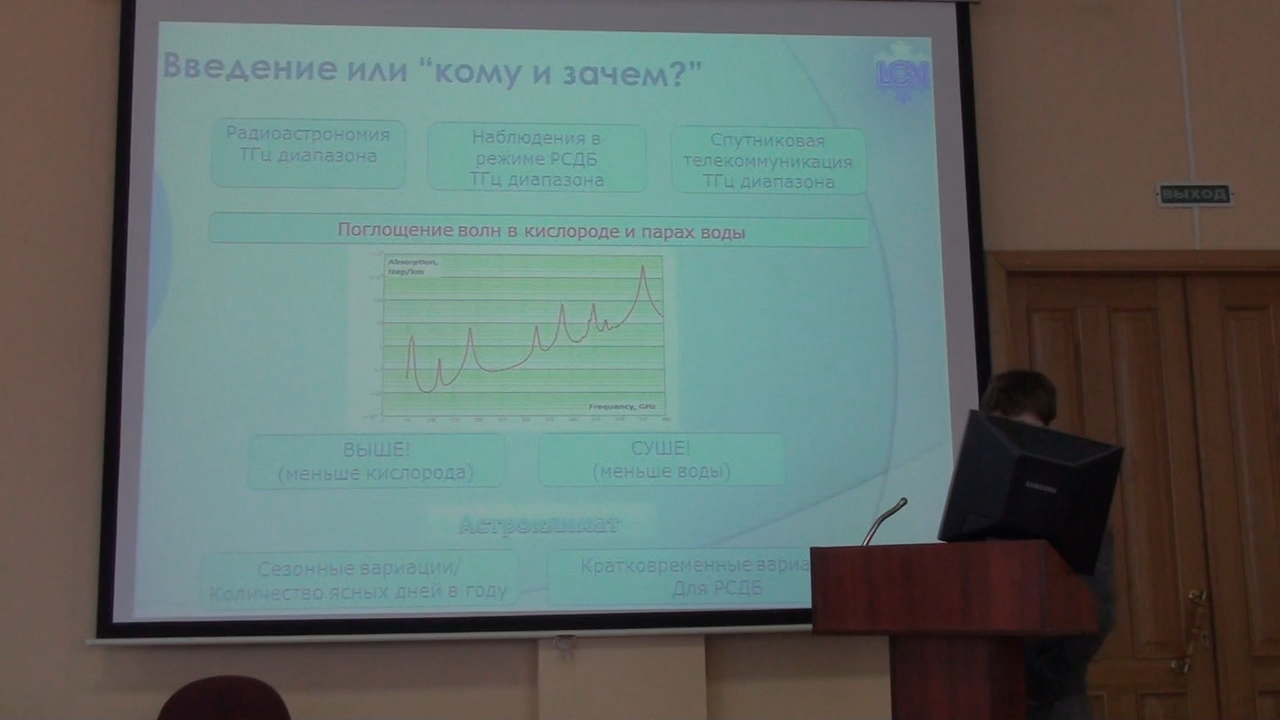 Введение или “кому и зачем?”
Радиоастрономия
ТГц диапазона
Наблюдения в
режиме РСДБ
ТГц диапазона
Спутниковая
телекоммуникация
ТГц диапазона
ВЫХОД
Поглощение волн в кислороде и парах воды
Absorption,
Frequency, GHz
ВЫШЕ!
(меньше кислорода)
СУШЕ!
(меньше воды)
Астроклимат
Сезонные вариации/
Количество ясных дней в году
Кратковременные вариа
Для РСДБ
SAMSUNG